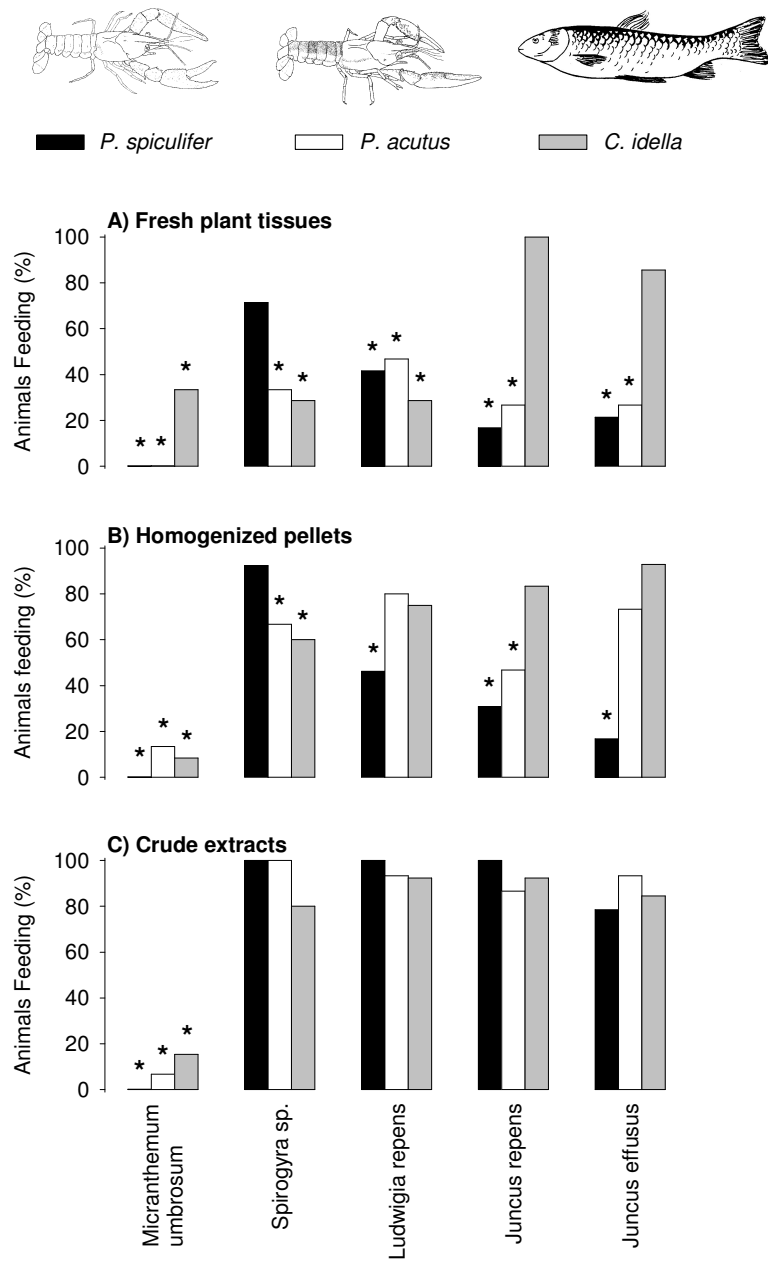 P. spiculifer P. acutus C. idella
A) Fresh plant tissues
Animals Feeding (%)
100
80
60
40
20
0
* * *
* *
* * *
* *
* *
B) Homogenized pellets
Animals feeding (%)
100
80
60
40
20
0
* * *
* *
*
* *
*
C) Crude extracts
Animals Feeding (%)
100
80
60
40
20
0
* * *
Micranthemum
umbrosum
Spirogyra sp.
Ludwigia repens
Juncus repens
Juncus effusus